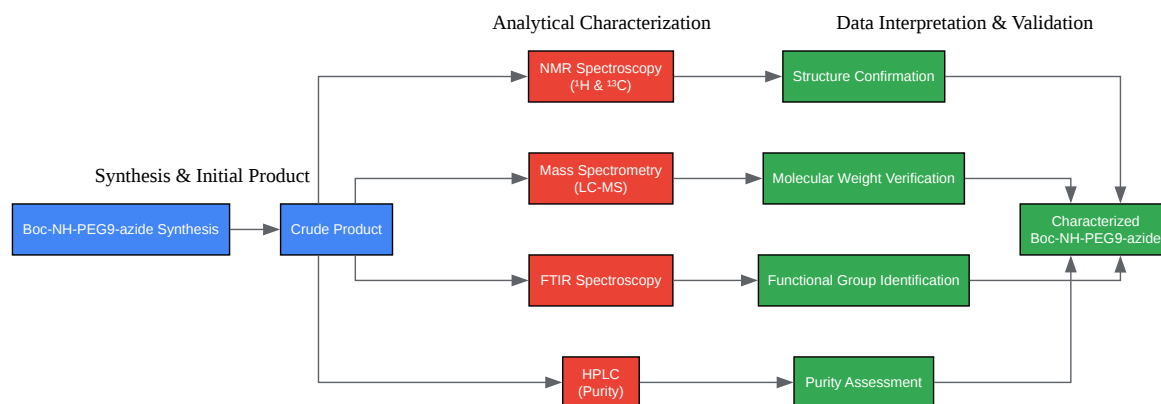 Analytical Characterization
Data Interpretation & Validation
NMR Spectroscopy
(¹H & ¹³C)
Structure Confirmation
Synthesis & Initial Product
Mass Spectrometry
(LC-MS)
Molecular Weight Verification
Boc-NH-PEG9-azide Synthesis
Crude Product
Characterized
Boc-NH-PEG9-azide
FTIR Spectroscopy
Functional Group Identification
HPLC
(Purity)
Purity Assessment